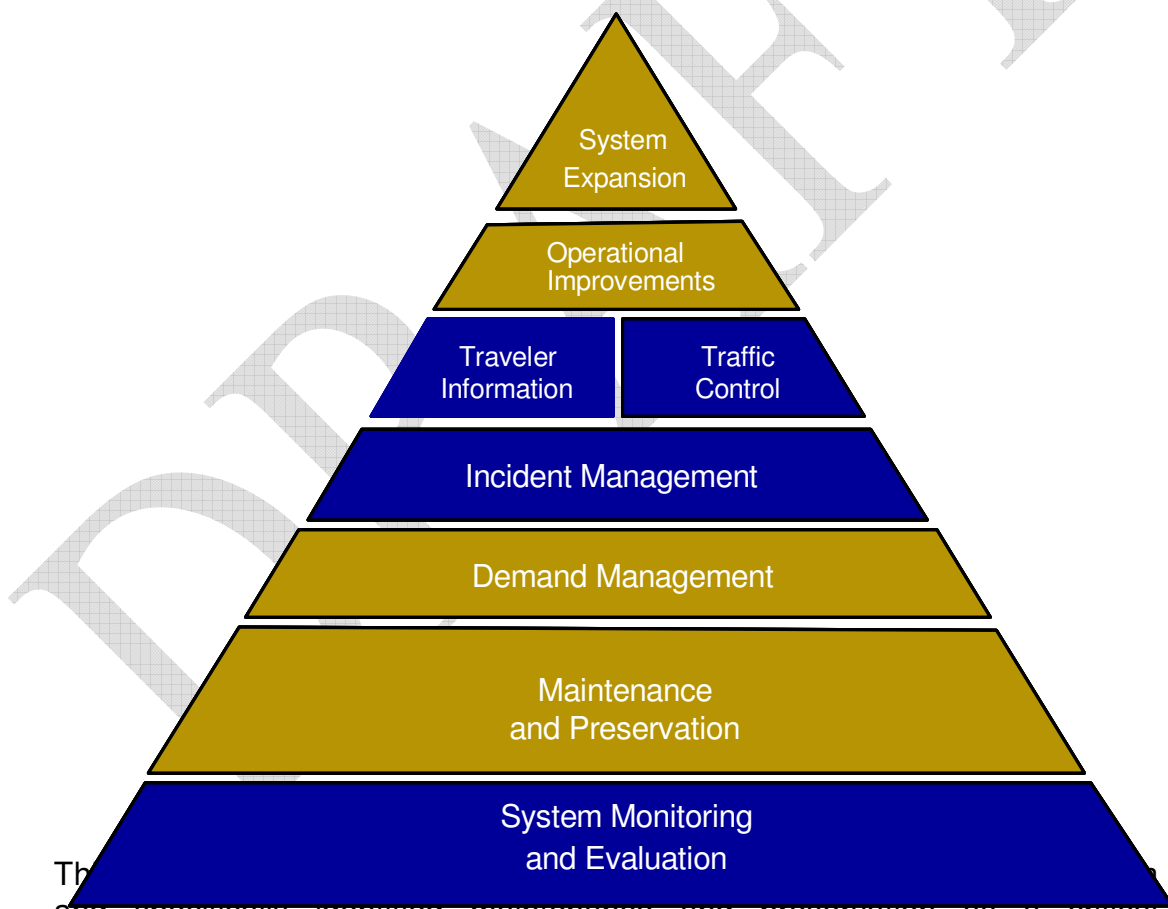 System
Expansion
Operational
Improvements
Traveler
Information
Traffic
Control
Incident Management
Demand Management
Maintenance
and Preservation
System Monitoring
and Evaluation